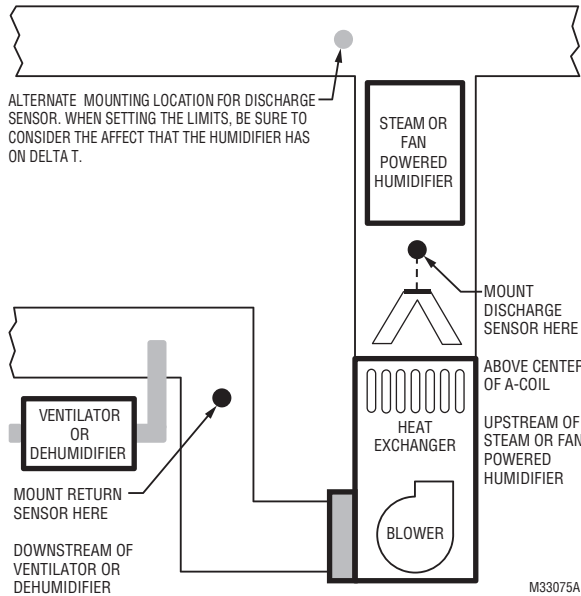 ALTERNATE MOUNTING LOCATION FOR DISCHARGE
SENSOR. WHEN SETTING THE LIMITS, BE SURE TO
CONSIDER THE AFFECT THAT THE HUMIDIFIER HAS
ON DELTA T.
STEAM OR
FAN
POWERED
HUMIDIFIER
MOUNT
DISCHARGE
SENSOR HERE
ABOVE CENTER
OF A-COIL
UPSTREAM OF
STEAM OR FAN
POWERED
HUMIDIFIER
HEAT
EXCHANGER
BLOWER
VENTILATOR
OR
DEHUMIDIFIER
MOUNT RETURN
SENSOR HERE
DOWNSTREAM OF
VENTILATOR OR
DEHUMIDIFIER
M33075A